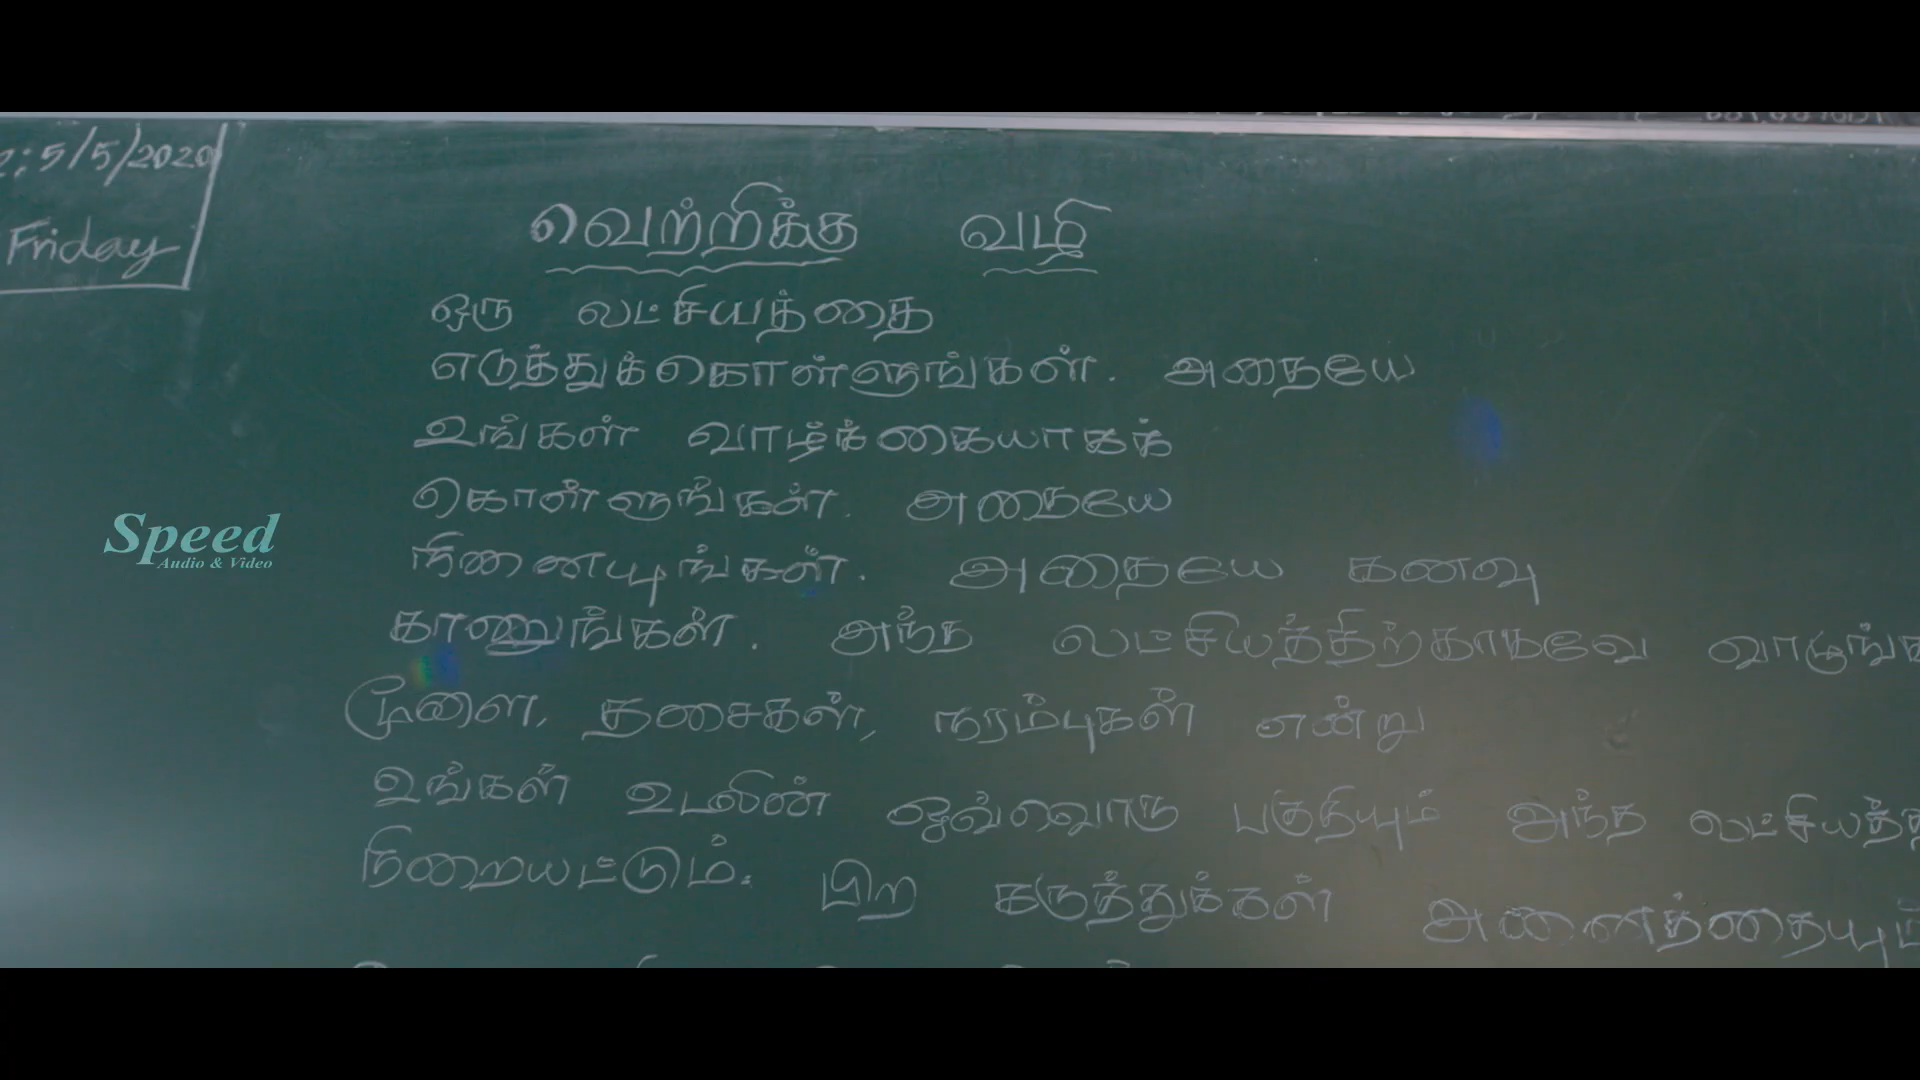 : 5/5/2020
Friday
வெற்றிக்கு வழி
ஒரு லட்சியத்தை
எடுத்துக்கொள்ளுங்கள். அதையே
உங்கள் வாழ்க்கையாகக்
கொள்ளுங்கள். அதையே
நினையுங்கள். அதையே கனவு
காணுங்கள். அந்த லட்சியத்திற்காகவே
மூளை, தசைகள், நரம்புகள் என்று
உங்கள் உடலின் ஒவ்வொரு பகுதியும் அந்த
நிறையட்டும். பிற கருத்துக்கள்
Speed
Audio & Video